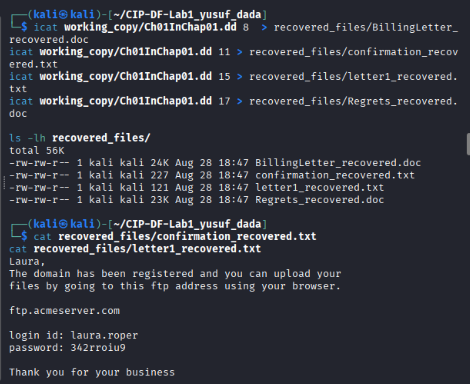 ┌──(kali㉿kali)-[~/CIP-DF-Lab1_yusuf_dada]
└─$ icat working_copy/Ch01InChap01.dd 8  > recovered_files/BillingLetter_
recovered.doc
icat working_copy/Ch01InChap01.dd 11 > recovered_files/confirmation_recov
ered.txt
icat working_copy/Ch01InChap01.dd 15 > recovered_files/letter1_recovered.
txt
icat working_copy/Ch01InChap01.dd 17 > recovered_files/Regrets_recovered.
doc
ls -lh recovered_files/
total 56K
-rw-rw-r-- 1 kali kali 24K Aug 28 18:47 BillingLetter_recovered.doc
-rw-rw-r-- 1 kali kali 227 Aug 28 18:47 confirmation_recovered.txt
-rw-rw-r-- 1 kali kali 121 Aug 28 18:47 letter1_recovered.txt
-rw-rw-r-- 1 kali kali 23K Aug 28 18:47 Regrets_recovered.doc
┌──(kali㉿kali)-[~/CIP-DF-Lab1_yusuf_dada]
└─$ cat recovered_files/confirmation_recovered.txt
cat recovered_files/letter1_recovered.txt
Laura,
The domain has been registered and you can upload your
files by going to this ftp address using your browser.
ftp.acmeserver.com
login id: laura.roper
password: 342rroiu9
Thank you for your business